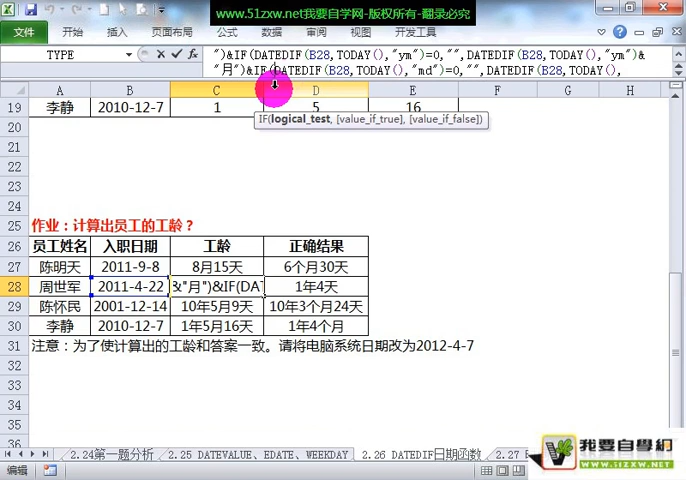 www.51zxw.net我要自学网-版权所有-翻录必究
文件 开始 插入 页面布局 公式 数据 审阅 视图
TYPE ")&IF(DATEDIF(B28,TODAY(),"ym")=0,"",DATEDIF(B28,TODAY(),"ym")&
"月")&IF(DATEDIF(B28,TODAY(),"md")=0,"",DATEDIF(B28,TODAY(),
A B C D E F G H
19 李静 2010-12-7 1 5 16
IF(logical_test, [value_if_true], [value_if_false])
20
21
22
23
24
25 作业：计算出员工的工龄？
26 员工姓名 入职日期 工龄 正确结果
27 陈明天 2011-9-8 8月15天 6个月30天
28 周世军 2011-4-22 &"月")&IF(DAT 1年4天
29 陈怀民 2001-12-14 10年5月9天 10年3个月24天
30 李静 2010-12-7 1年5月16天 1年4个月
31 注意：为了使计算出的工龄和答案一致。请将电脑系统日期改为2012-4-7
32
33
34
35
36
2.24第一题分析 2.25 DATEVALUE、EDATE、WEEKDAY 2.26 DATEDIF日期函数 2.27
编辑
我要自學網
WWW.51ZXW.NET